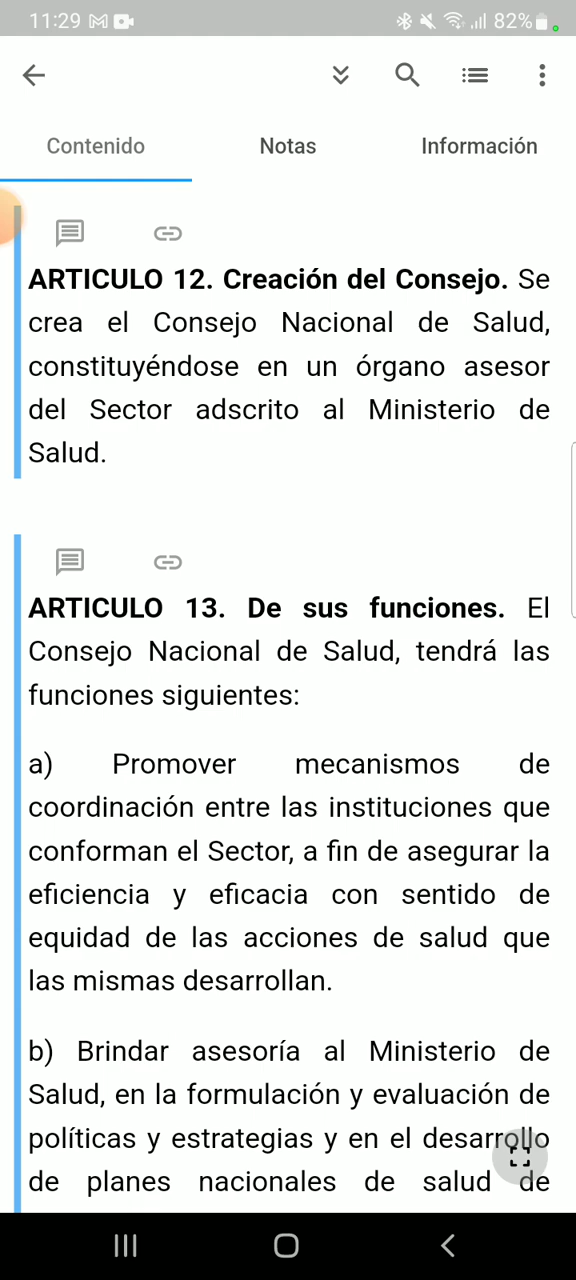 11:29 82%
Contenido Notas Información
ARTICULO 12. Creación del Consejo. Se
crea el Consejo Nacional de Salud,
constituyéndose en un órgano asesor
del Sector adscrito al Ministerio de
Salud.
ARTICULO 13. De sus funciones. El
Consejo Nacional de Salud, tendrá las
funciones siguientes:
a) Promover mecanismos de
coordinación entre las instituciones que
conforman el Sector, a fin de asegurar la
eficiencia y eficacia con sentido de
equidad de las acciones de salud que
las mismas desarrollan.
b) Brindar asesoría al Ministerio de
Salud, en la formulación y evaluación de
políticas y estrategias y en el desarrollo
de planes nacionales de salud de